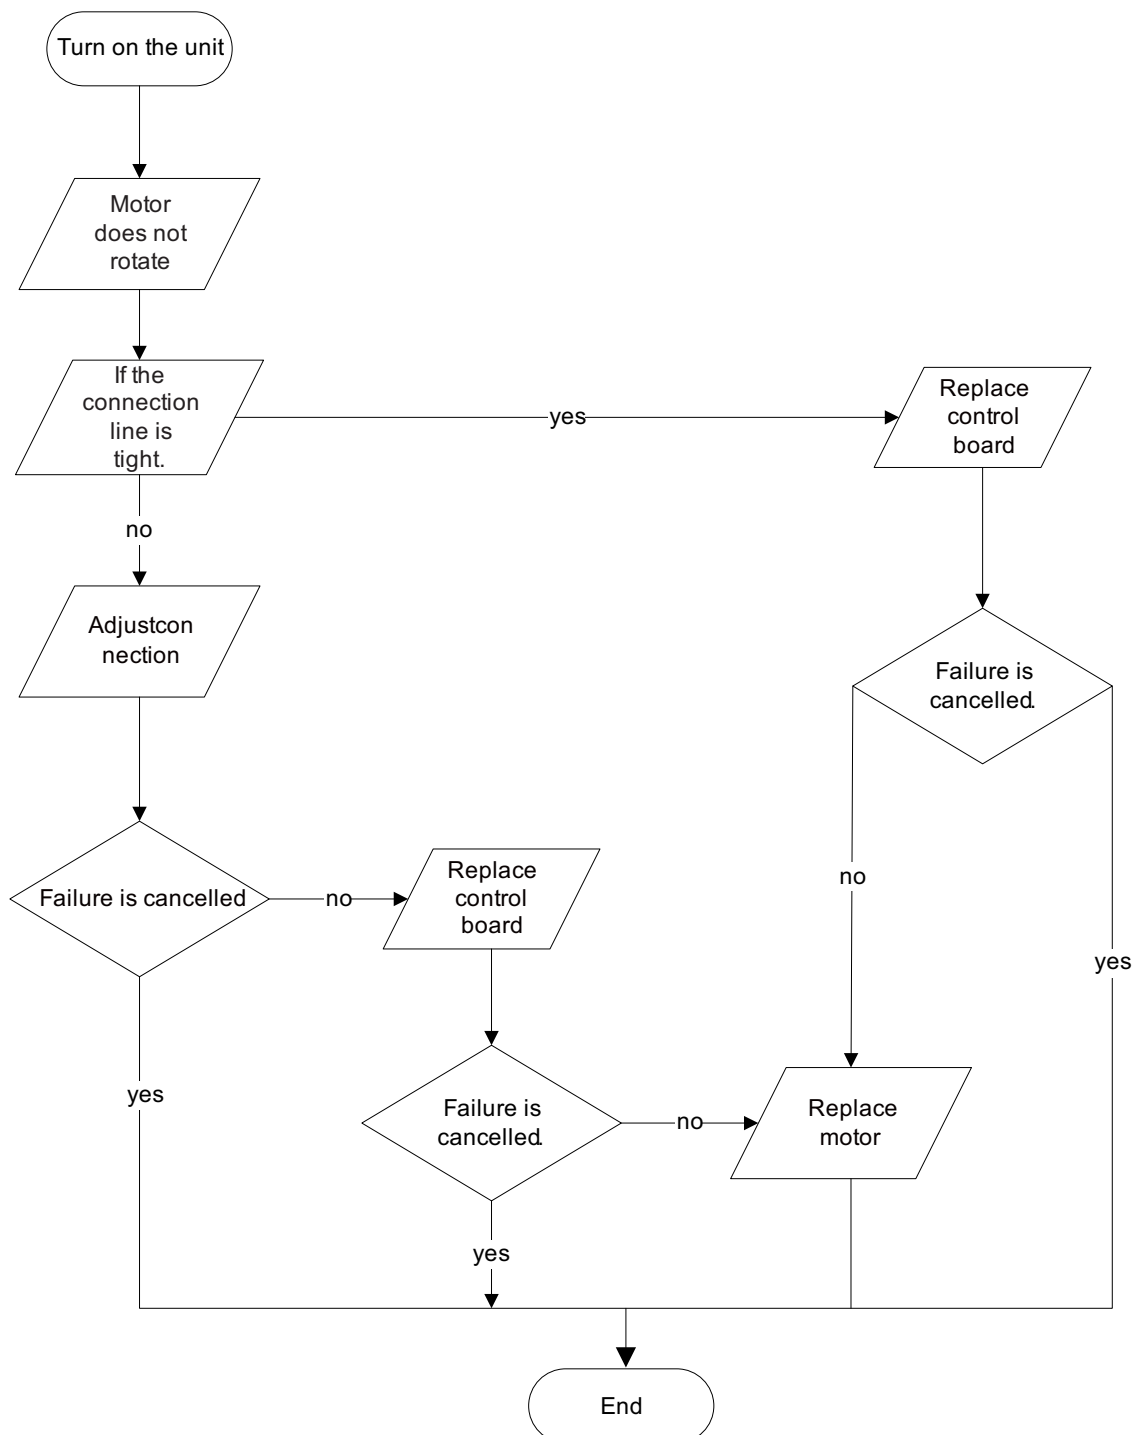 Turn on the unit
Motor
does not
rotate
If the
connection
line is
tight.
yes
Replace
control
board
no
Adjustcon
nection
Failure is
cancelled.
Failure is cancelled
no
Replace
control
board
no
yes
yes
Failure is
cancelled.
no
Replace
motor
yes
End